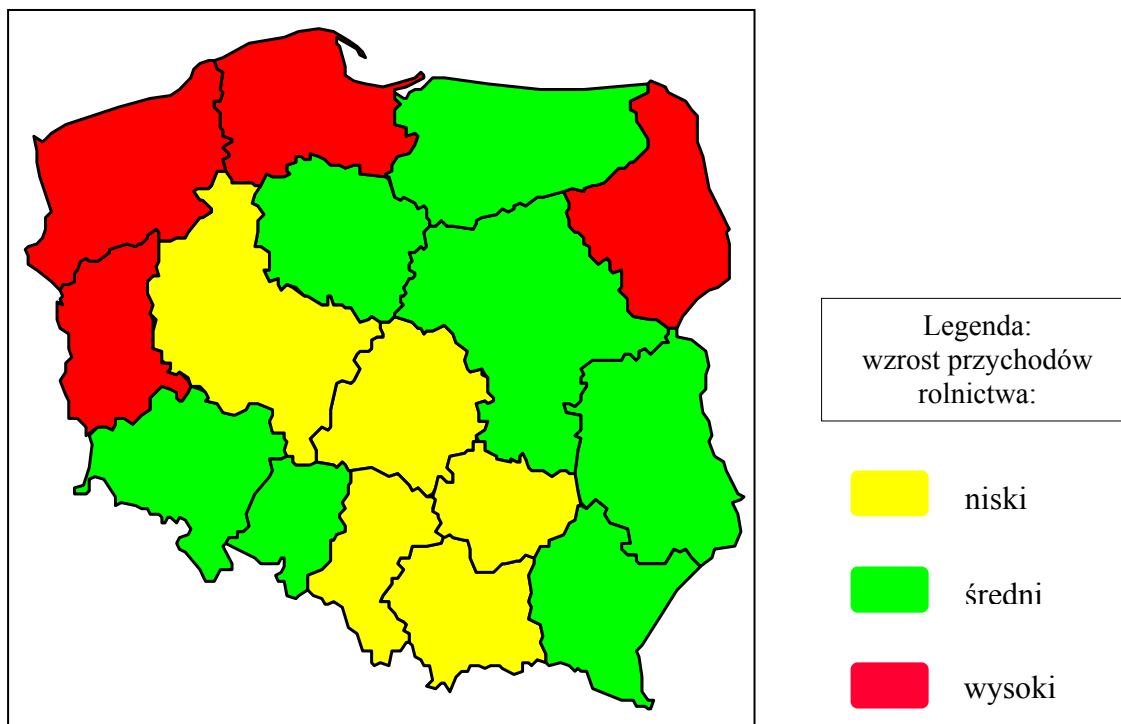 Legenda:
wzrost przychodów
rolnictwa:
niski
średni
wysoki